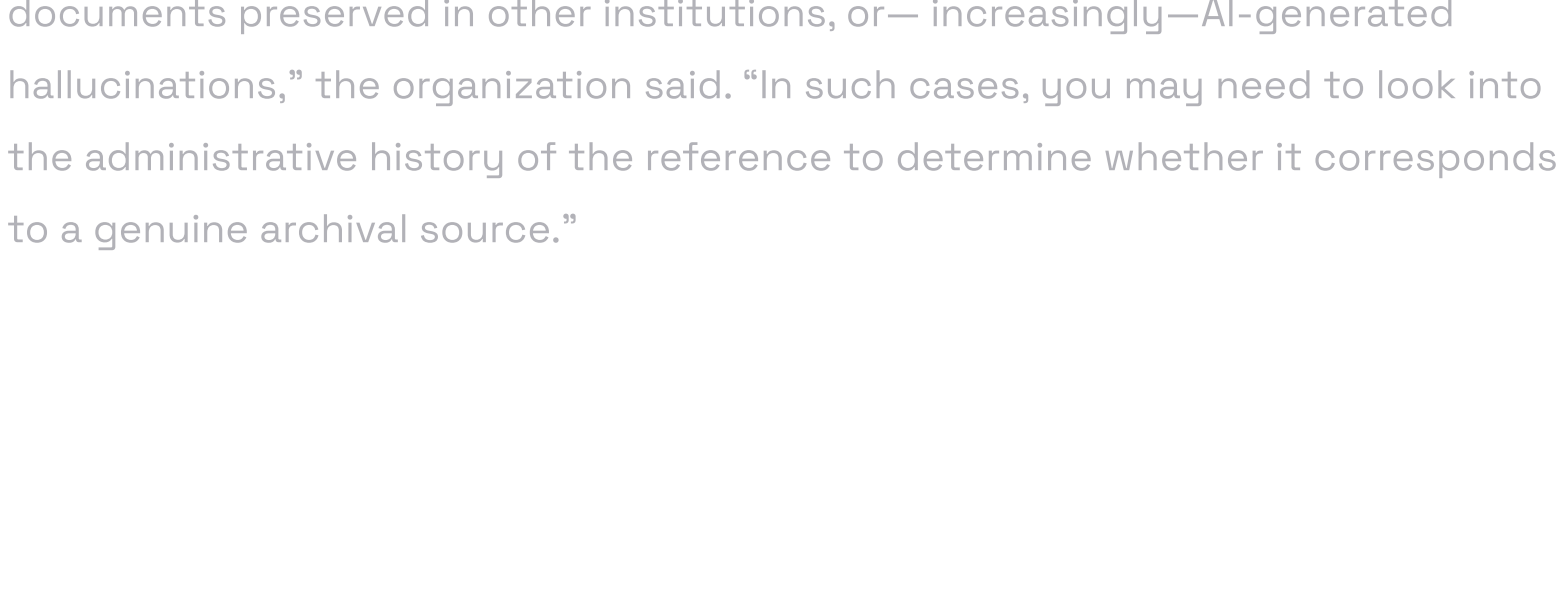 documents preserved in other institutions, or— increasingly—AI-generated
hallucinations,” the organization said. “In such cases, you may need to look into
the administrative history of the reference to determine whether it corresponds
to a genuine archival source.”